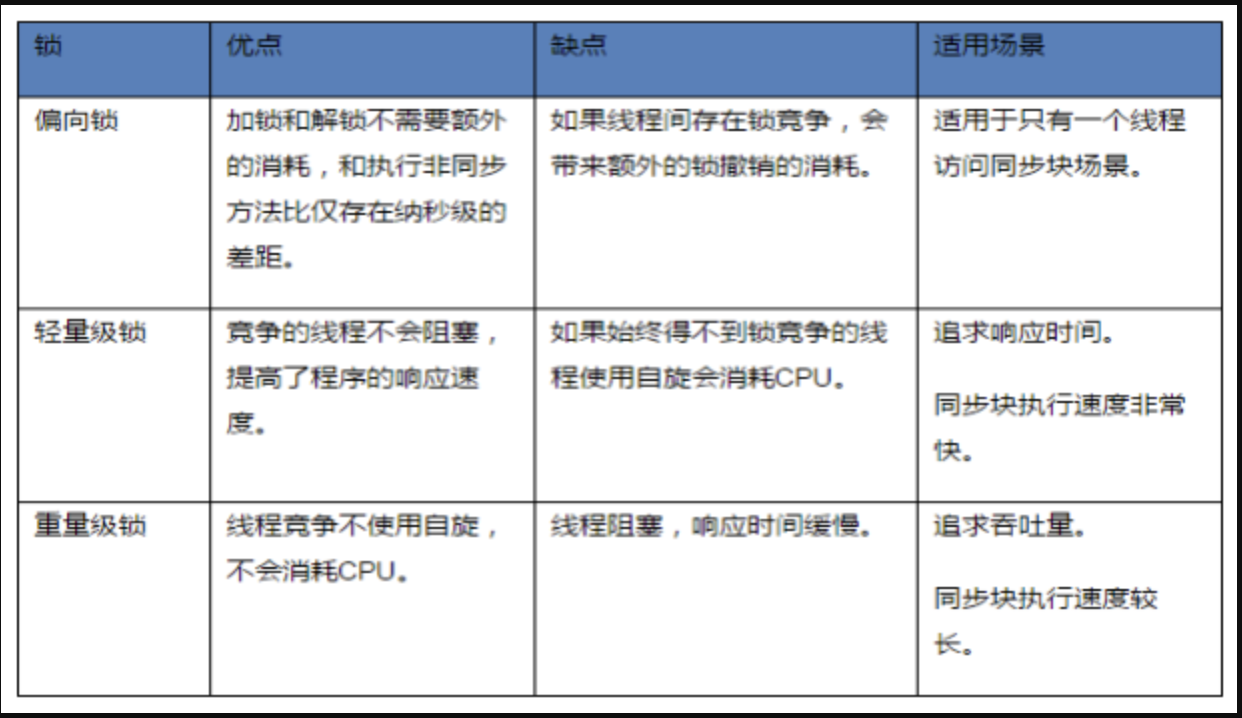 锁
优点
缺点
适用场景
偏向锁
加锁和解锁不需要额外
的消耗，和执行非同步
方法比仅存在纳秒级的
差距。
如果线程间存在锁竞争，会
带来额外的锁撤销的消耗。
适用于只有一个线程
访问同步块场景。
轻量级锁
竞争的线程不会阻塞，
提高了程序的响应速
度。
如果始终得不到锁竞争的线
程使用自旋会消耗CPU。
追求响应时间。
同步块执行速度非常
快。
重量级锁
线程竞争不使用自旋，
不会消耗CPU。
线程阻塞，响应时间缓慢。
追求吞吐量。
同步块执行速度较
长。